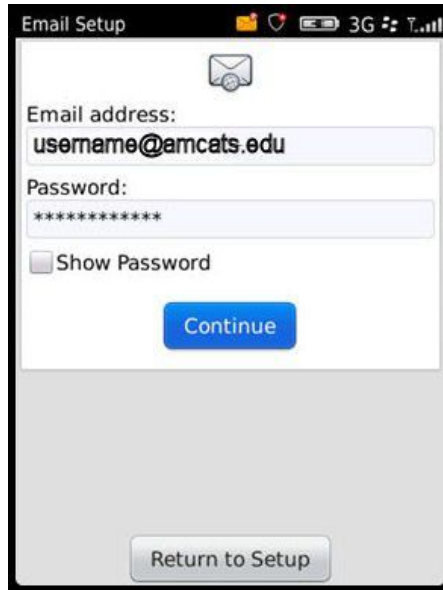 Email Setup 3G
Email address:
username@amcats.edu
Password:
************
Show Password
Continue
Return to Setup